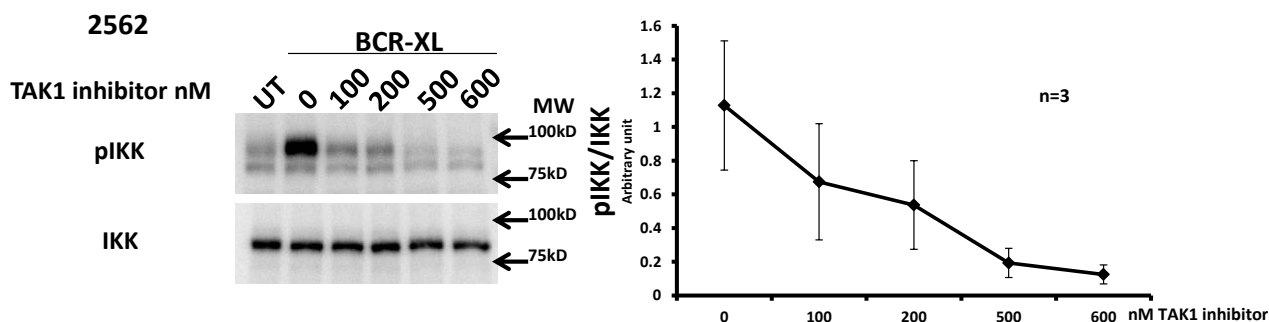 2562
BCR-XL
TAK1 inhibitor nM
UT 0 100 200 500 600
MW
pIKK
100kD
75kD
IKK
100kD
75kD
pIKK/IKK
Arbitrary unit
1.6
1.4
1.2
1
0.8
0.6
0.4
0.2
0
n=3
0 100 200 500 600 nM TAK1 inhibitor